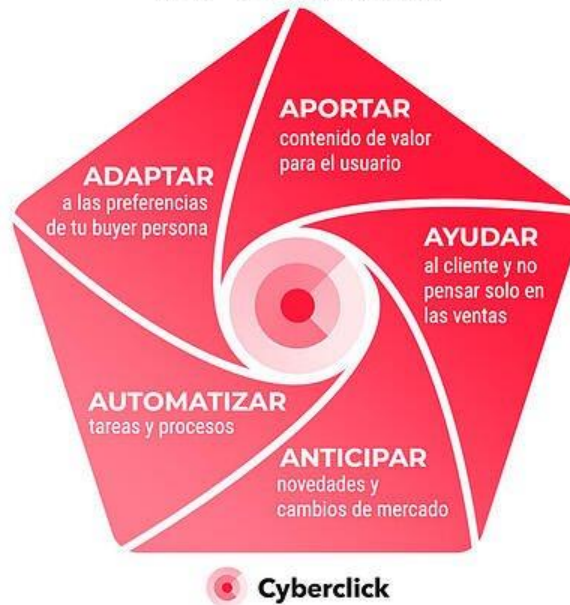 APORTAR
contenido de valor
para el usuario
ADAPTAR
a las preferencias
de tu buyer persona
AYUDAR
al cliente y no
pensar solo en
las ventas
AUTOMATIZAR
tareas y procesos
ANTICIPAR
novedades y
cambios de mercado
Cyberclick